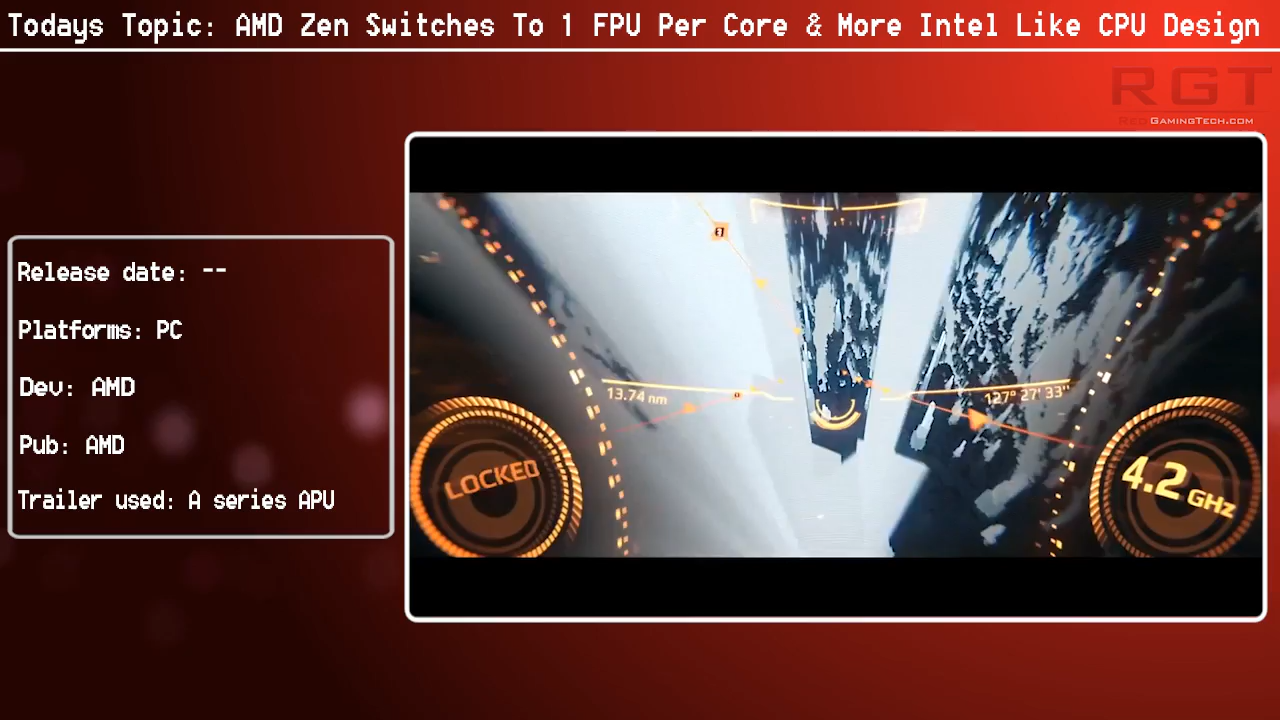 Todays Topic: AMD Zen Switches To 1 FPU Per Core & More Intel Like CPU Design
RGT
Red GamingTech.com
Release date: --
Platforms: PC
Dev: AMD
Pub: AMD
Trailer used: A series APU
13.74 nm
127° 27' 33''
LOCKED
4.2 GHz